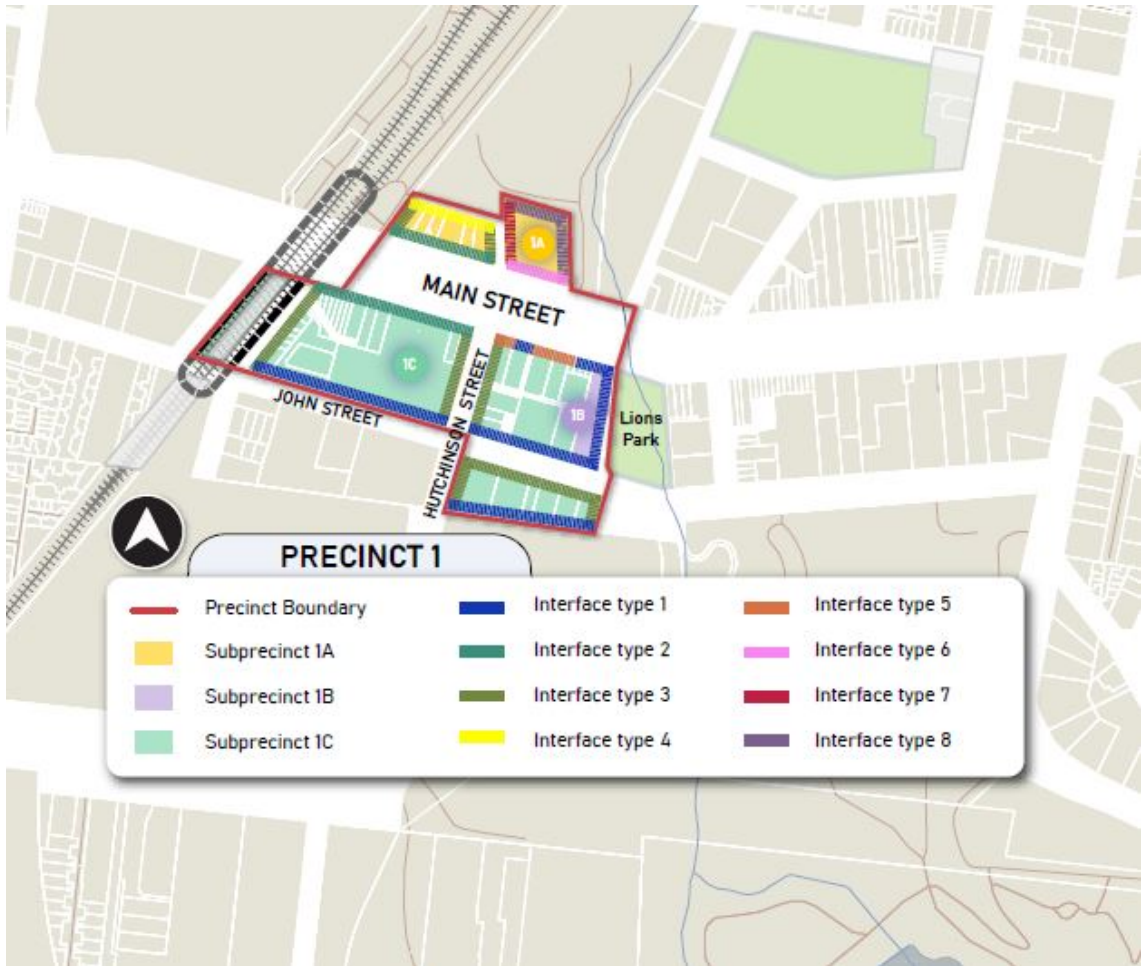 1A
MAIN STREET
1C
HUTCHINSON STREET
1B
JOHN STREET
Lions
Park
PRECINCT 1
Precinct Boundary
Subprecinct 1A
Subprecinct 1B
Subprecinct 1C
Interface type 1
Interface type 2
Interface type 3
Interface type 4
Interface type 5
Interface type 6
Interface type 7
Interface type 8